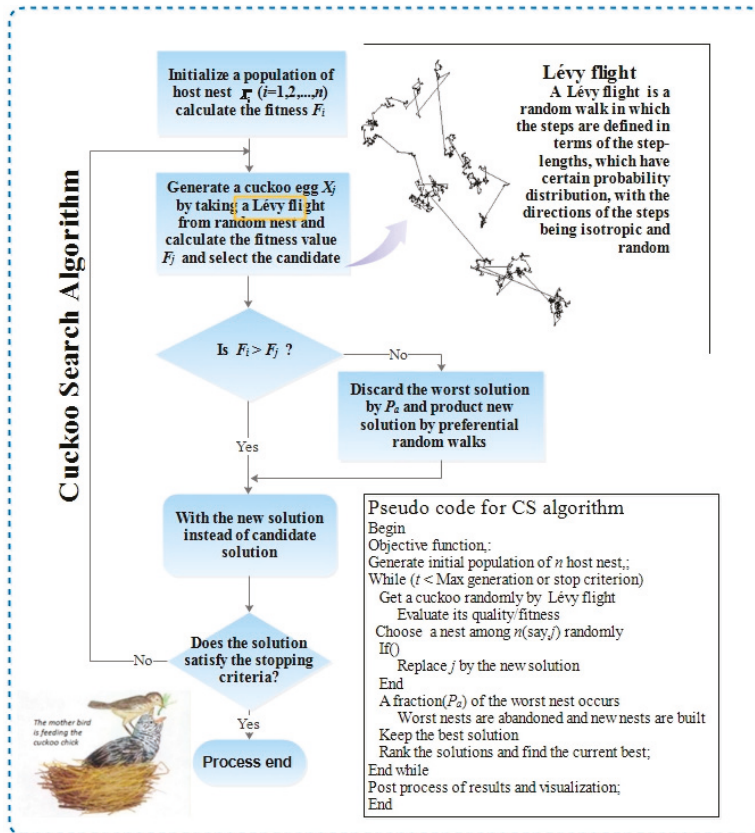 Cuckoo Search Algorithm
Initialize a population of
host nest (i=1,2,...,n)
calculate the fitness Fi
Generate a cuckoo egg Xj
by taking a Lévy flight
from random nest and
calculate the fitness value
Fj and select the candidate
Is Fi > Fj ?
No
Discard the worst solution
by Pa and product new
solution by preferential
random walks
Yes
With the new solution
instead of candidate
solution
Does the solution
satisfy the stopping
criteria?
No
Yes
Process end
The mother bird
is feeding the
cuckoo chick
Lévy flight
A Lévy flight is a
random walk in which
the steps are defined in
terms of the step-
lengths, which have
certain probability
distribution, with the
directions of the steps
being isotropic and
random
Pseudo code for CS algorithm
Begin
Objective function,:
Generate initial population of n host nest,;
While (t < Max generation or stop criterion)
Get a cuckoo randomly by Lévy flight
Evaluate its quality/fitness
Choose a nest among n(say,j) randomly
If()
Replace j by the new solution
End
A fraction(Pa) of the worst nest occurs
Worst nests are abandoned and new nests are built
Keep the best solution
Rank the solutions and find the current best;
End while
Post process of results and visualization;
End